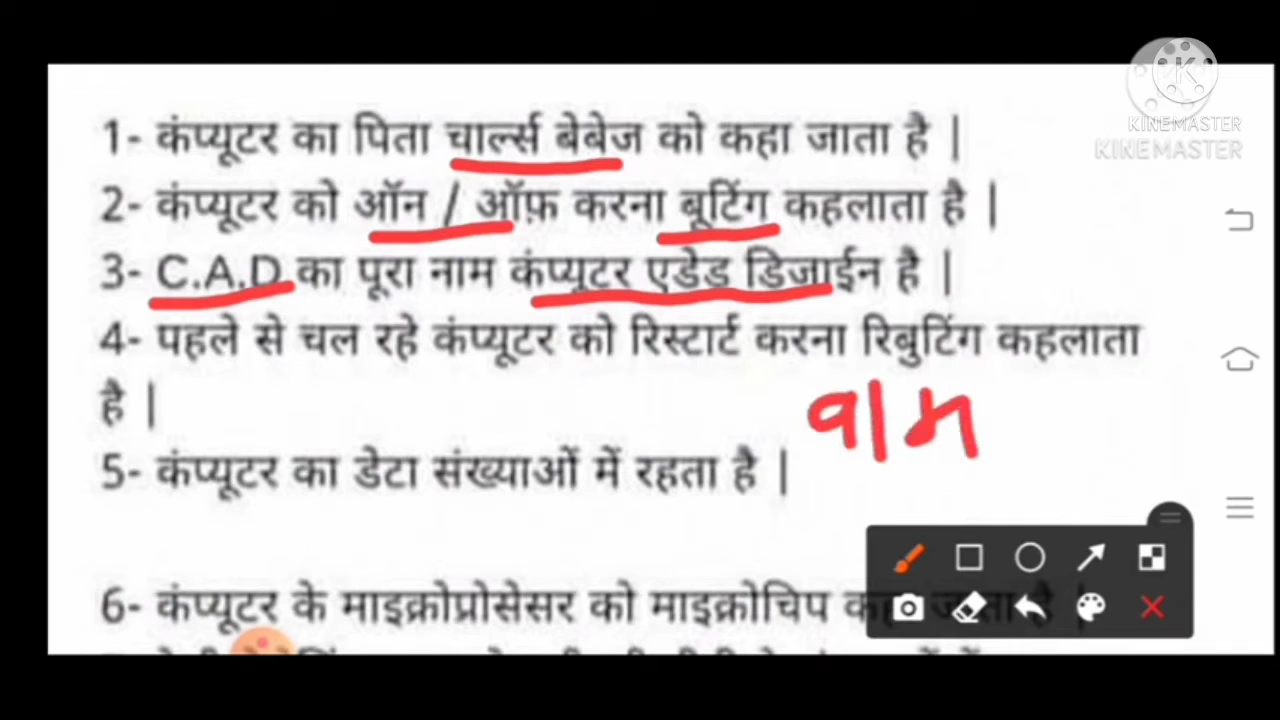 KINEMASTER
KINEMASTER
1- कंप्यूटर का पिता चार्ल्स बेबेज को कहा जाता है |
2- कंप्यूटर को ऑन / ऑफ़ करना बूटिंग कहलाता है |
3- C.A.D का पूरा नाम कंप्यूटर एडेड डिजाईन है |
4- पहले से चल रहे कंप्यूटर को रिस्टार्ट करना रिबुटिंग कहलाता
है |
5- कंप्यूटर का डेटा संख्याओं में रहता है |
6- कंप्यूटर के माइक्रोप्रोसेसर को माइक्रोचिप कहा जाता है |